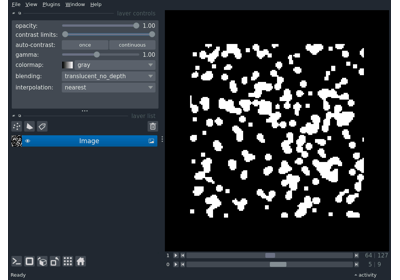 File View Plugins Window Help
layer controls
opacity: 1.00
contrast limits:
auto-contrast: once continuous
gamma: 1.00
colormap: gray
blending: translucent_no_depth
interpolation: nearest
layer list
Image
1 64 127
0 5 9
Ready activity